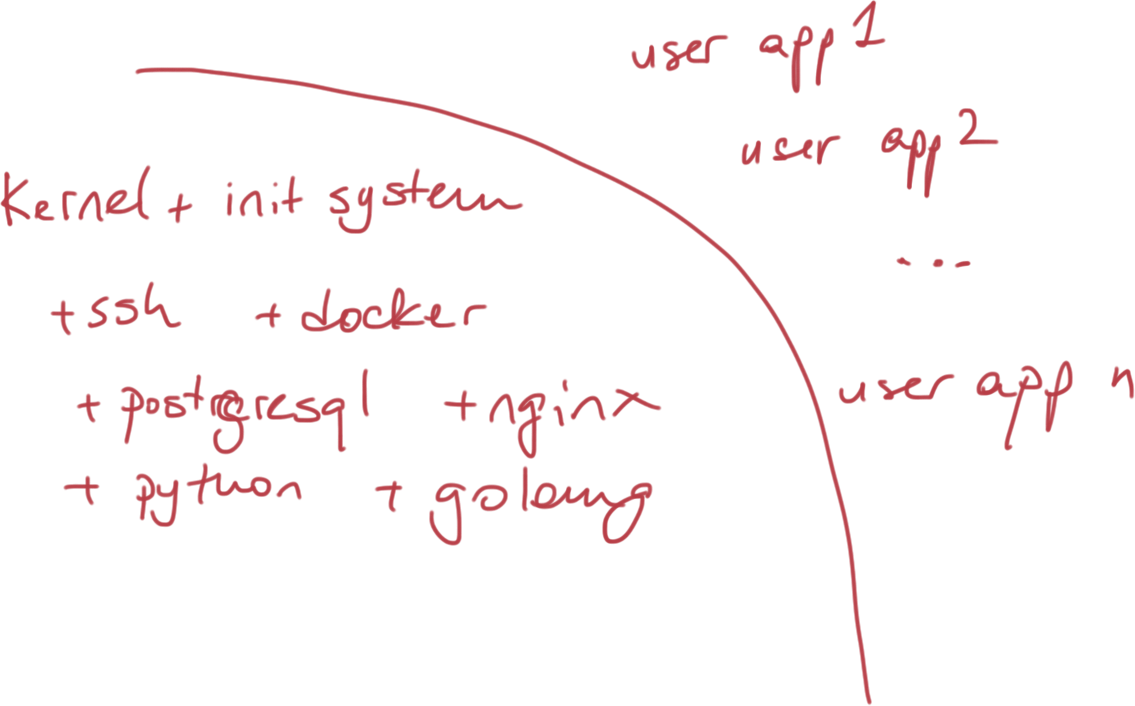 user app 1
user app 2
...
user app n
Kernel + init system
+ ssh + docker
+ postgresql + nginx
+ python + golang